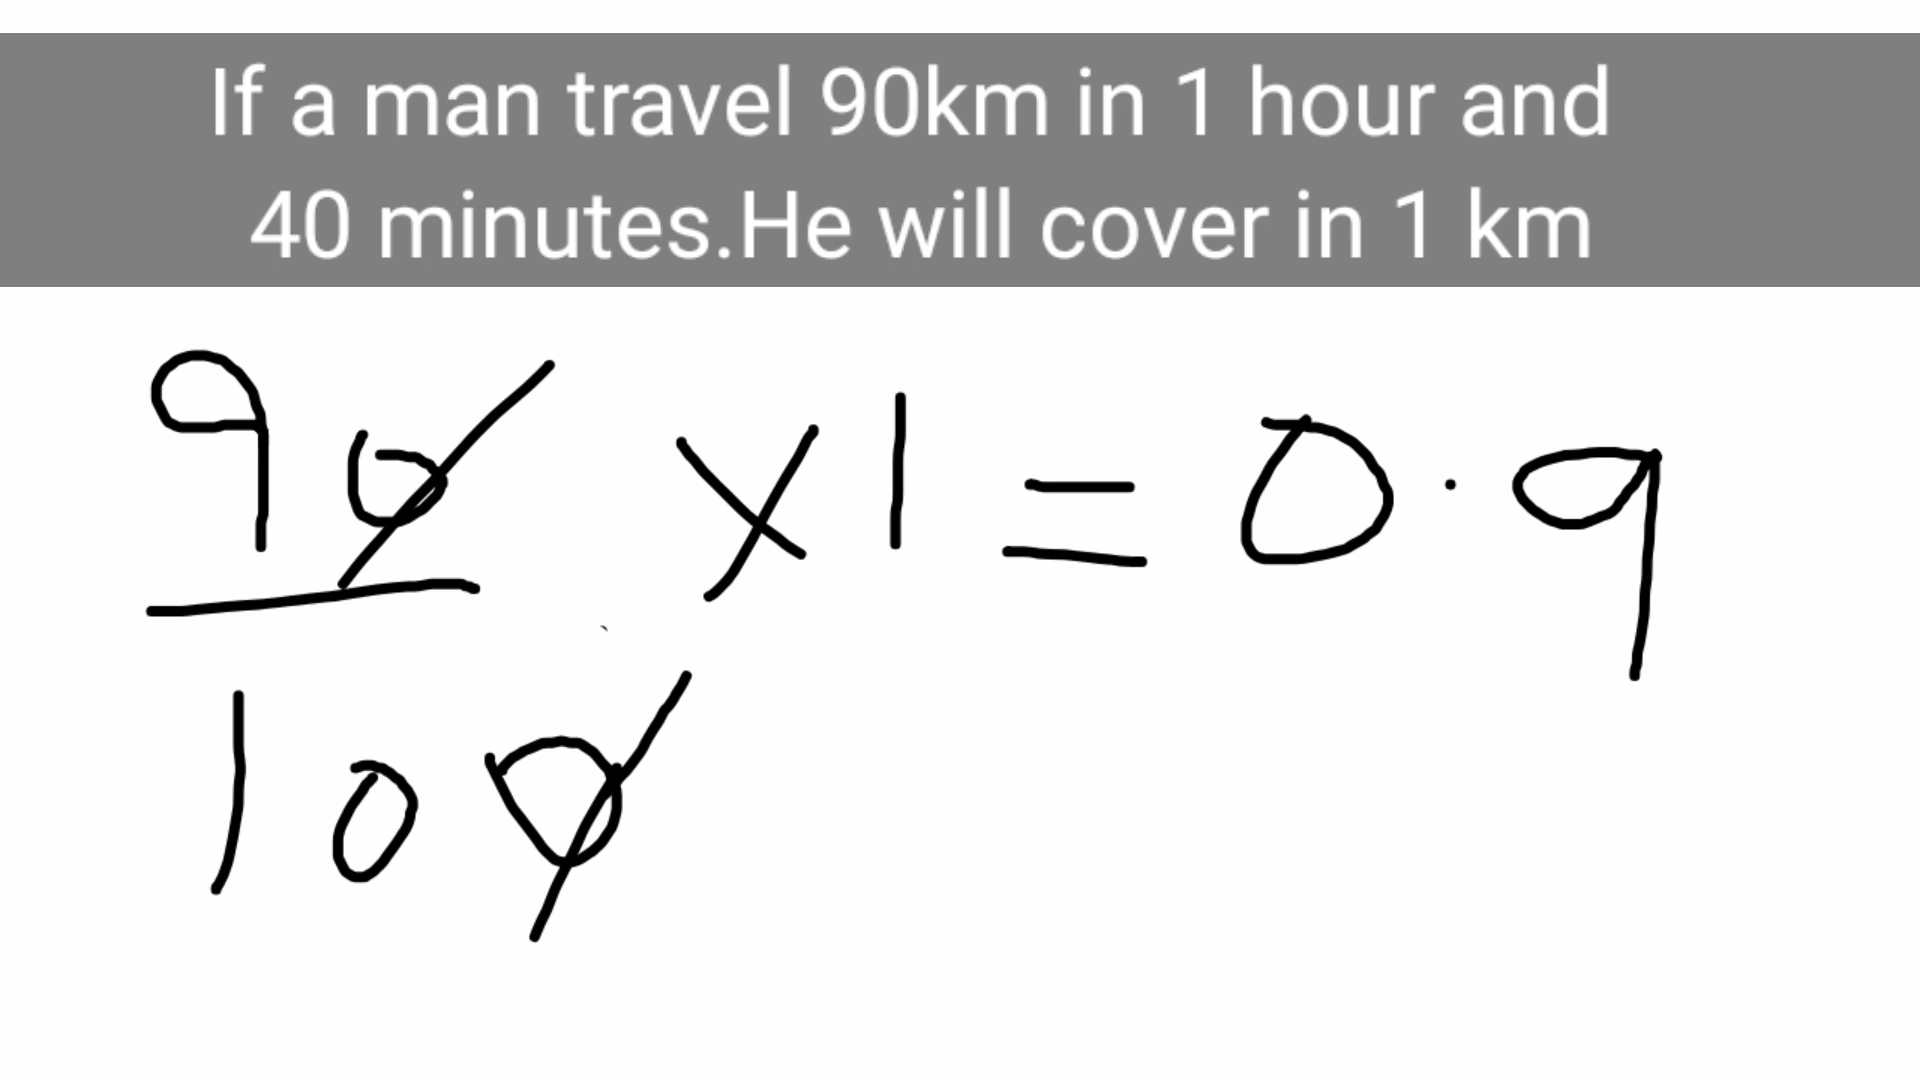 If a man travel 90km in 1 hour and
40 minutes.He will cover in 1 km
90 x 1 = 0.9
100